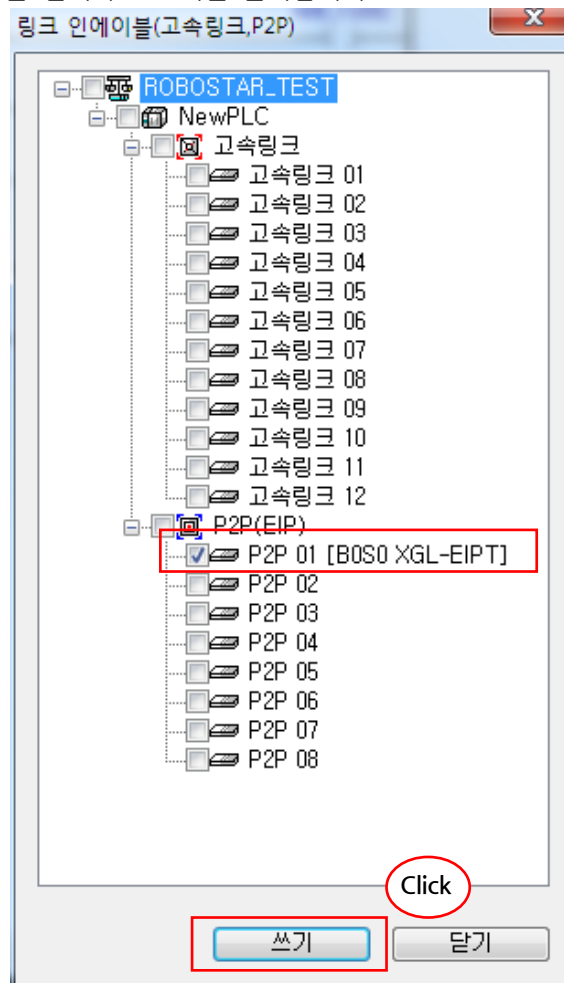 링크 인에이블(고속링크,P2P)
ROBOSTAR_TEST
NewPLC
고속링크
고속링크 01
고속링크 02
고속링크 03
고속링크 04
고속링크 05
고속링크 06
고속링크 07
고속링크 08
고속링크 09
고속링크 10
고속링크 11
고속링크 12
P2P(EIP)
P2P 01 [B0S0 XGL-EIPT]
P2P 02
P2P 03
P2P 04
P2P 05
P2P 06
P2P 07
P2P 08
Click
쓰기 닫기